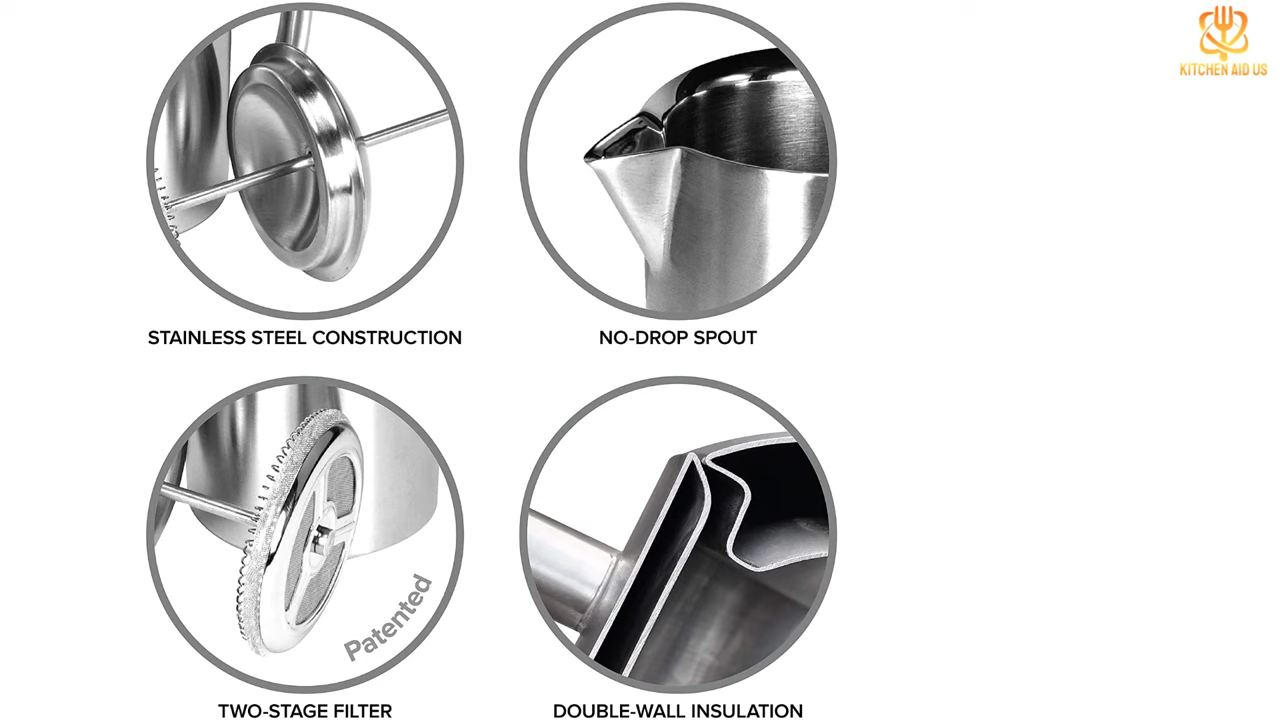 KITCHEN AID US
STAINLESS STEEL CONSTRUCTION
NO-DROP SPOUT
Patented
TWO-STAGE FILTER
DOUBLE-WALL INSULATION